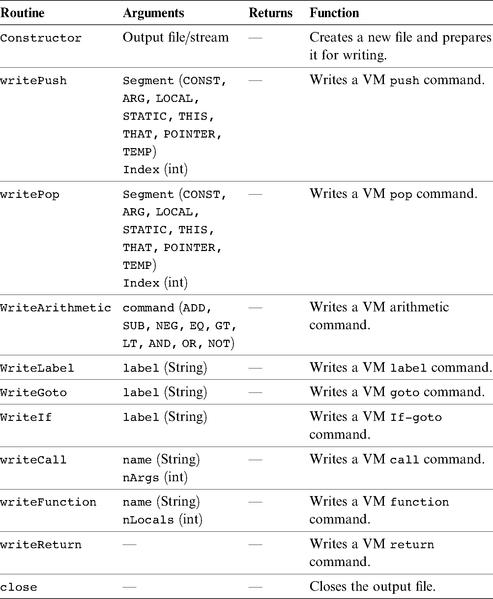 Routine Arguments Returns Function
Constructor Output file/stream — Creates a new file and prepares
it for writing.
writePush Segment (CONST, — Writes a VM push command.
ARG, LOCAL,
STATIC, THIS,
THAT, POINTER,
TEMP)
Index (int)
writePop Segment (CONST, — Writes a VM pop command.
ARG, LOCAL,
STATIC, THIS,
THAT, POINTER,
TEMP)
Index (int)
WriteArithmetic command (ADD, — Writes a VM arithmetic
SUB, NEG, EQ, GT, command.
LT, AND, OR, NOT)
WriteLabel label (String) — Writes a VM label command.
WriteGoto label (String) — Writes a VM goto command.
WriteIf label (String) — Writes a VM If-goto
command.
writeCall name (String) — Writes a VM call command.
nArgs (int)
writeFunction name (String) — Writes a VM function
nLocals (int) command.
writeReturn — — Writes a VM return
command.
close — — Closes the output file.